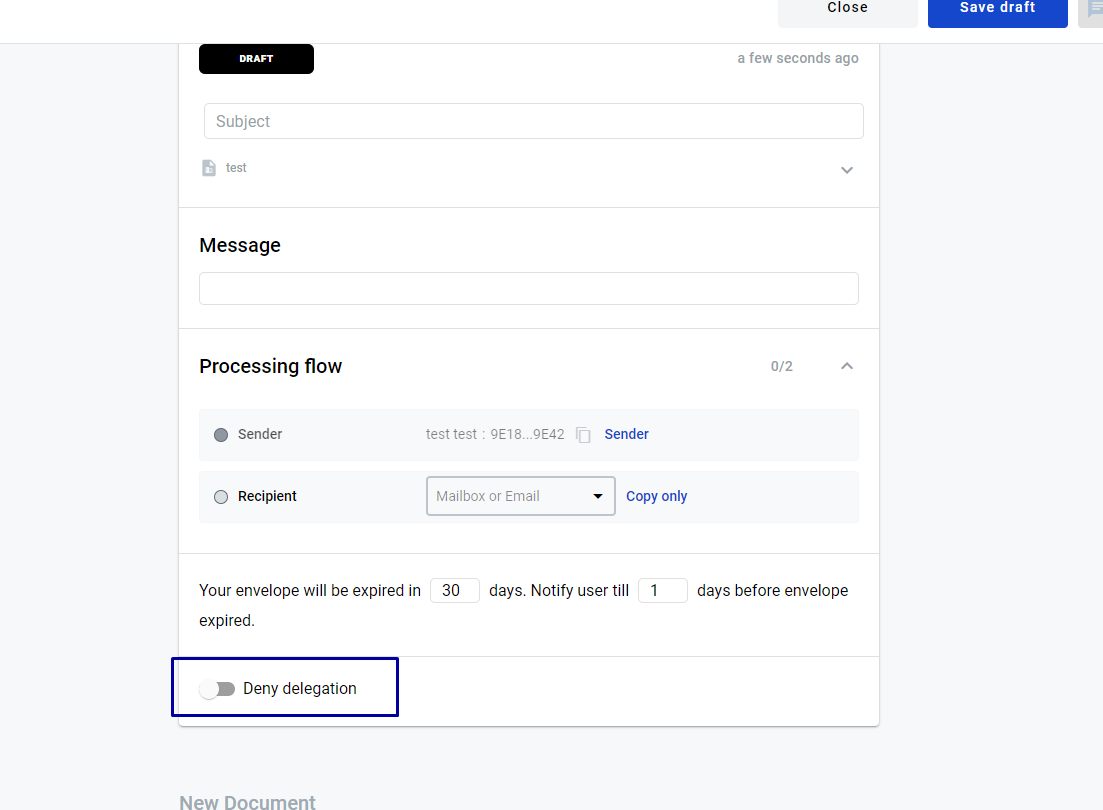 Close Save draft
DRAFT a few seconds ago
Subject
test
Message
Processing flow 0/2
Sender test test : 9E18...9E42 Sender
Recipient Mailbox or Email Copy only
Your envelope will be expired in 30 days. Notify user till 1 days before envelope
expired.
Deny delegation
New Document